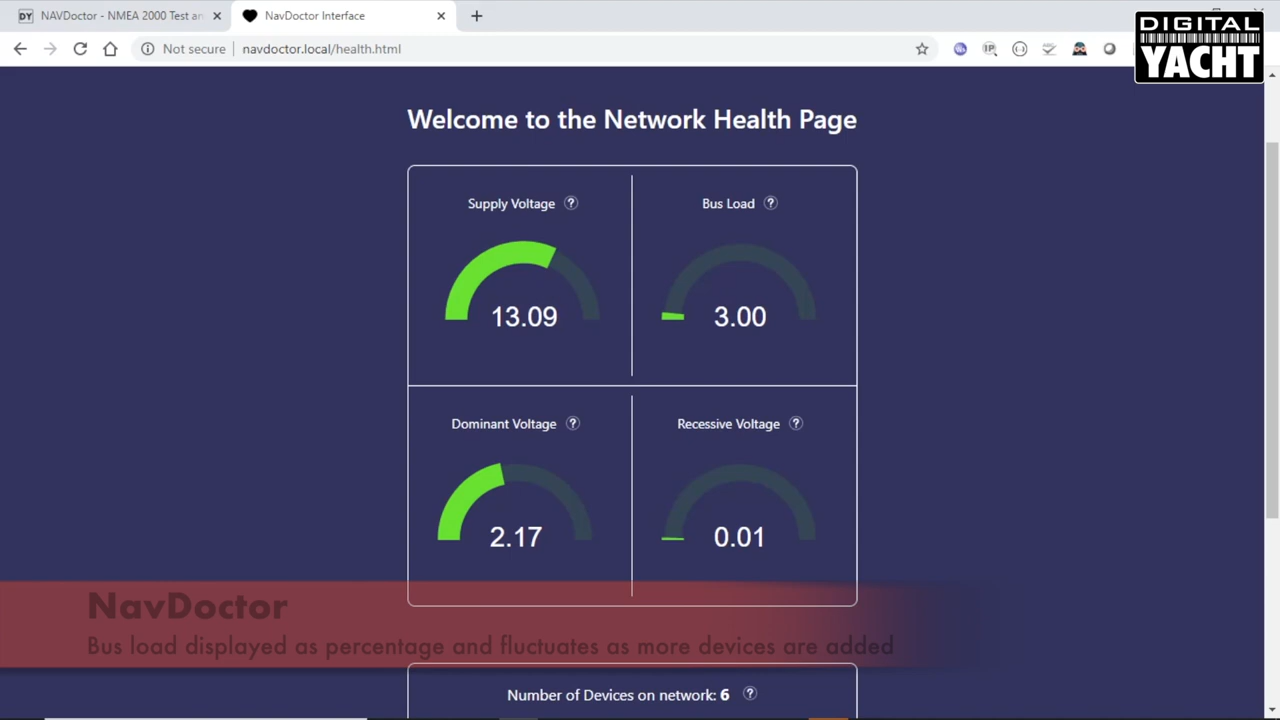 NAVDoctor - NMEA 2000 Test an
NavDoctor Interface
Not secure
navdoctor.local/health.html
DIGITAL
YACHT
Welcome to the Network Health Page
Supply Voltage ?
Bus Load ?
13.09
3.00
Dominant Voltage ?
Recessive Voltage ?
2.17
0.01
NavDoctor
Bus load displayed as percentage and fluctuates as more devices are added
Number of Devices on network: 6 ?